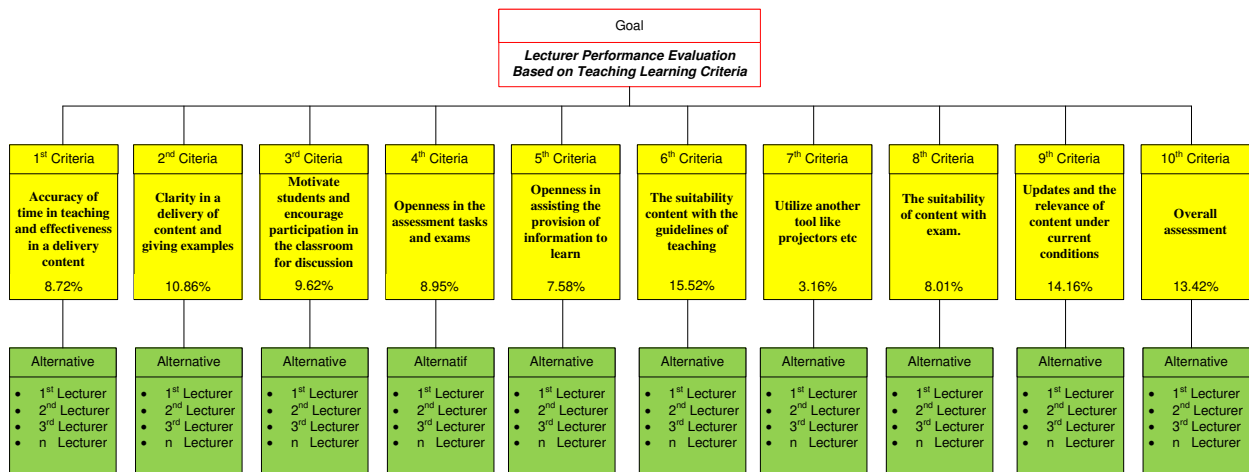 Goal
Lecturer Performance Evaluation
Based on Teaching Learning Criteria
1st Criteria
Accuracy of
time in teaching
and effectiveness
in a delivery
content
8.72%
2nd Citeria
Clarity in a
delivery of
content and
giving examples
10.86%
3rd Citeria
Motivate
students and
encourage
participation in
the classroom
for discussion
9.62%
4th Citeria
Openness in the
assessment tasks
and exams
8.95%
5th Criteria
Openness in
assisting the
provision of
information to
learn
7.58%
6th Criteria
The suitability
content with the
guidelines of
teaching
15.52%
7th Criteria
Utilize another
tool like
projectors etc
3.16%
8th Criteria
The suitability
of content with
exam.
8.01%
9th Criteria
Updates and the
relevance of
content under
current
conditions
14.16%
10th Criteria
Overall
assessment
13.42%
Alternative
• 1st Lecturer
• 2nd Lecturer
• 3rd Lecturer
• n Lecturer
Alternative
• 1st Lecturer
• 2nd Lecturer
• 3rd Lecturer
• n Lecturer
Alternative
• 1st Lecturer
• 2nd Lecturer
• 3rd Lecturer
• n Lecturer
Alternatif
• 1st Lecturer
• 2nd Lecturer
• 3rd Lecturer
• n Lecturer
Alternative
• 1st Lecturer
• 2nd Lecturer
• 3rd Lecturer
• n Lecturer
Alternative
• 1st Lecturer
• 2nd Lecturer
• 3rd Lecturer
• n Lecturer
Alternative
• 1st Lecturer
• 2nd Lecturer
• 3rd Lecturer
• n Lecturer
Alternative
• 1st Lecturer
• 2nd Lecturer
• 3rd Lecturer
• n Lecturer
Alternative
• 1st Lecturer
• 2nd Lecturer
• 3rd Lecturer
• n Lecturer
Alternative
• 1st Lecturer
• 2nd Lecturer
• 3rd Lecturer
• n Lecturer